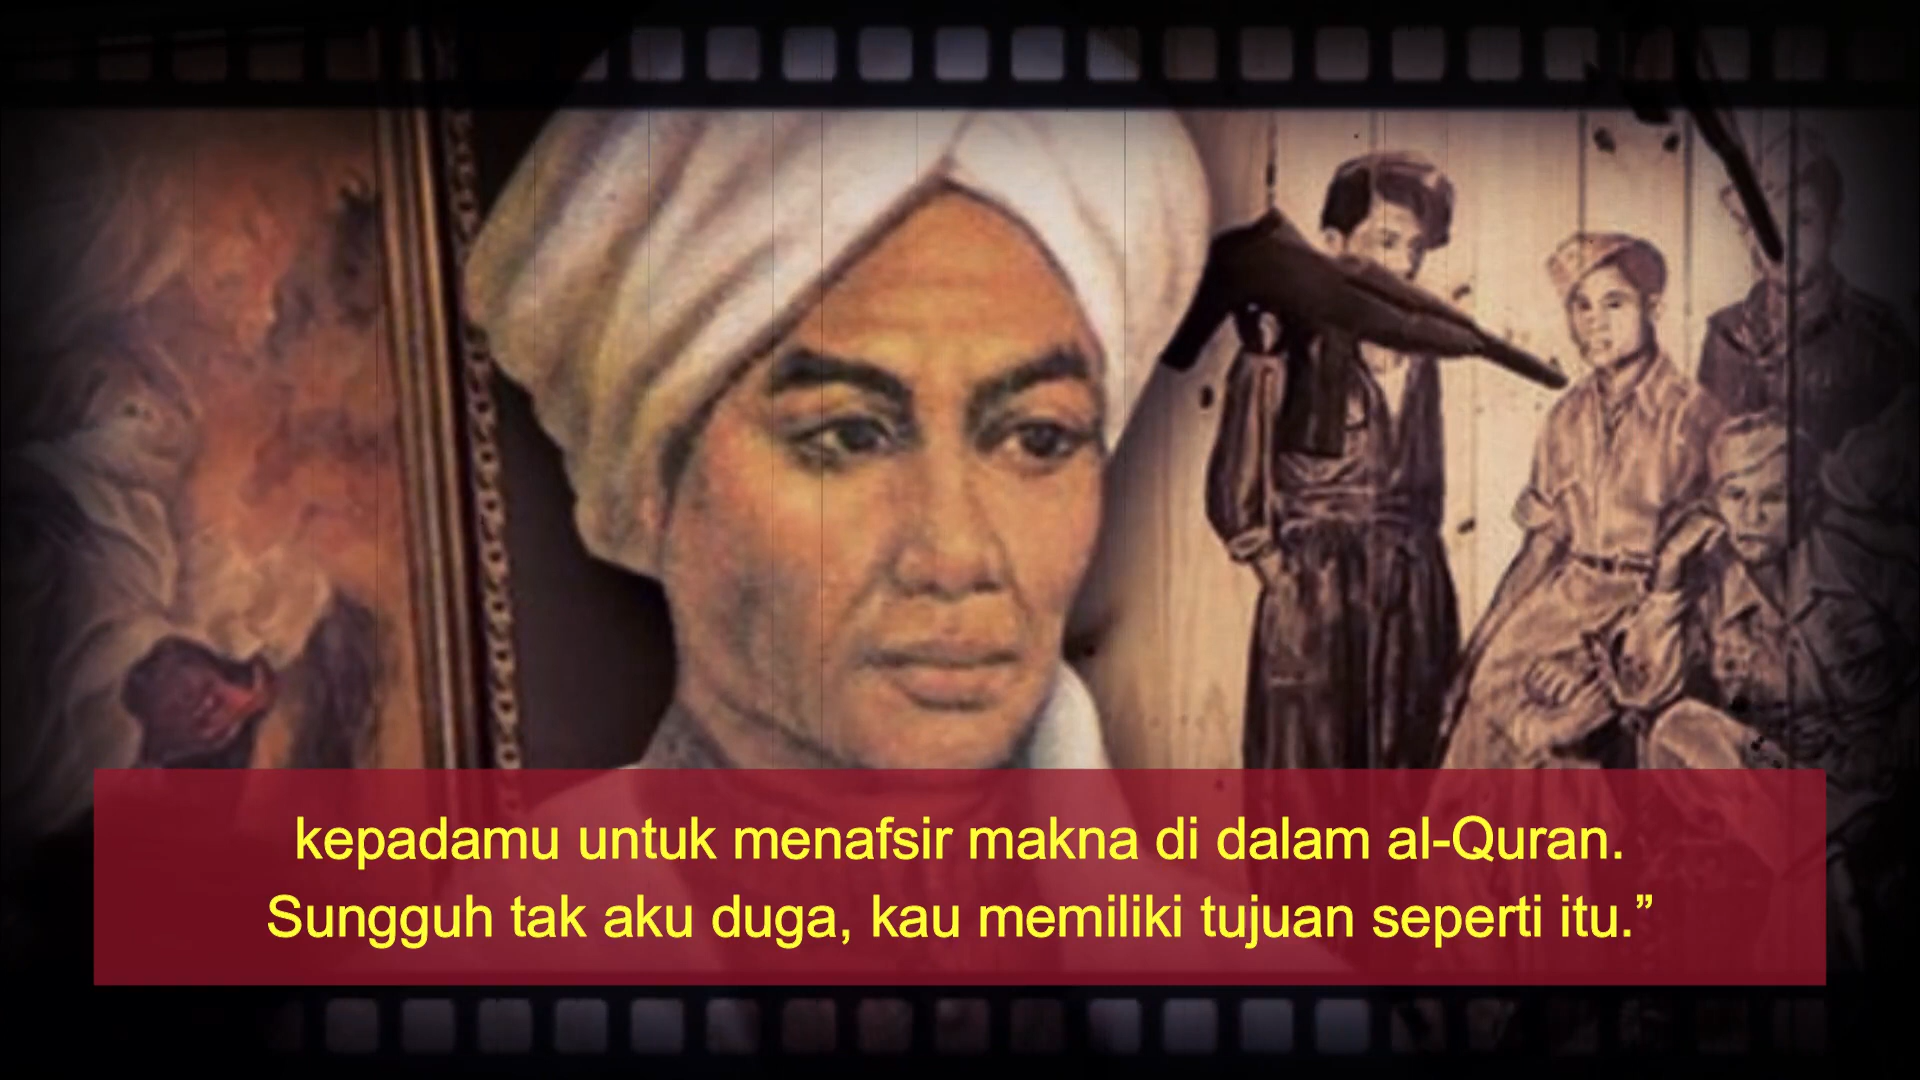 kepadamu untuk menafsir makna di dalam al-Quran.
Sungguh tak aku duga, kau memiliki tujuan seperti itu.”